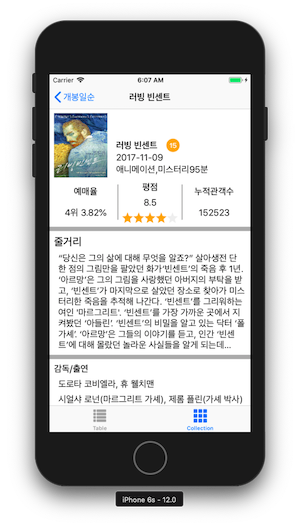 Carrier
6:07 AM
개봉일순
러빙 빈센트
러빙 빈센트
러빙 빈센트 15
2017-11-09
애니메이션,미스터리95분
예매율
평점
누적관객수
4위 3.82%
8.5
152523
줄거리
“당신은 그의 삶에 대해 무엇을 알죠?” 살아생전 단
한 점의 그림만을 팔았던 화가‘빈센트’의 죽음 후 1년.
‘아르망’은 그의 그림을 사랑했던 아버지의 부탁을 받
고, ‘빈센트’가 마지막으로 살았던 장소로 찾아가 미스
터리한 죽음을 추적해 나간다. ‘빈센트’를 그리워하는
여인 ‘마르그리트’. ‘빈센트’를 가장 가까운 곳에서 지
켜봤던 ‘아들린’. ‘빈센트’의 비밀을 알고 있는 닥터 ‘폴
가셰’. ‘아르망’은 그들의 이야기를 듣고, 인간 ‘빈센
트’에 대해 몰랐던 놀라운 사실들을 알게 되는데…
감독/출연
도로타 코비엘라, 휴 웰치맨
시얼샤 로넌(마르그리트 가셰), 제롬 플린(가셰 박사)
Table
Collection
iPhone 6s - 12.0